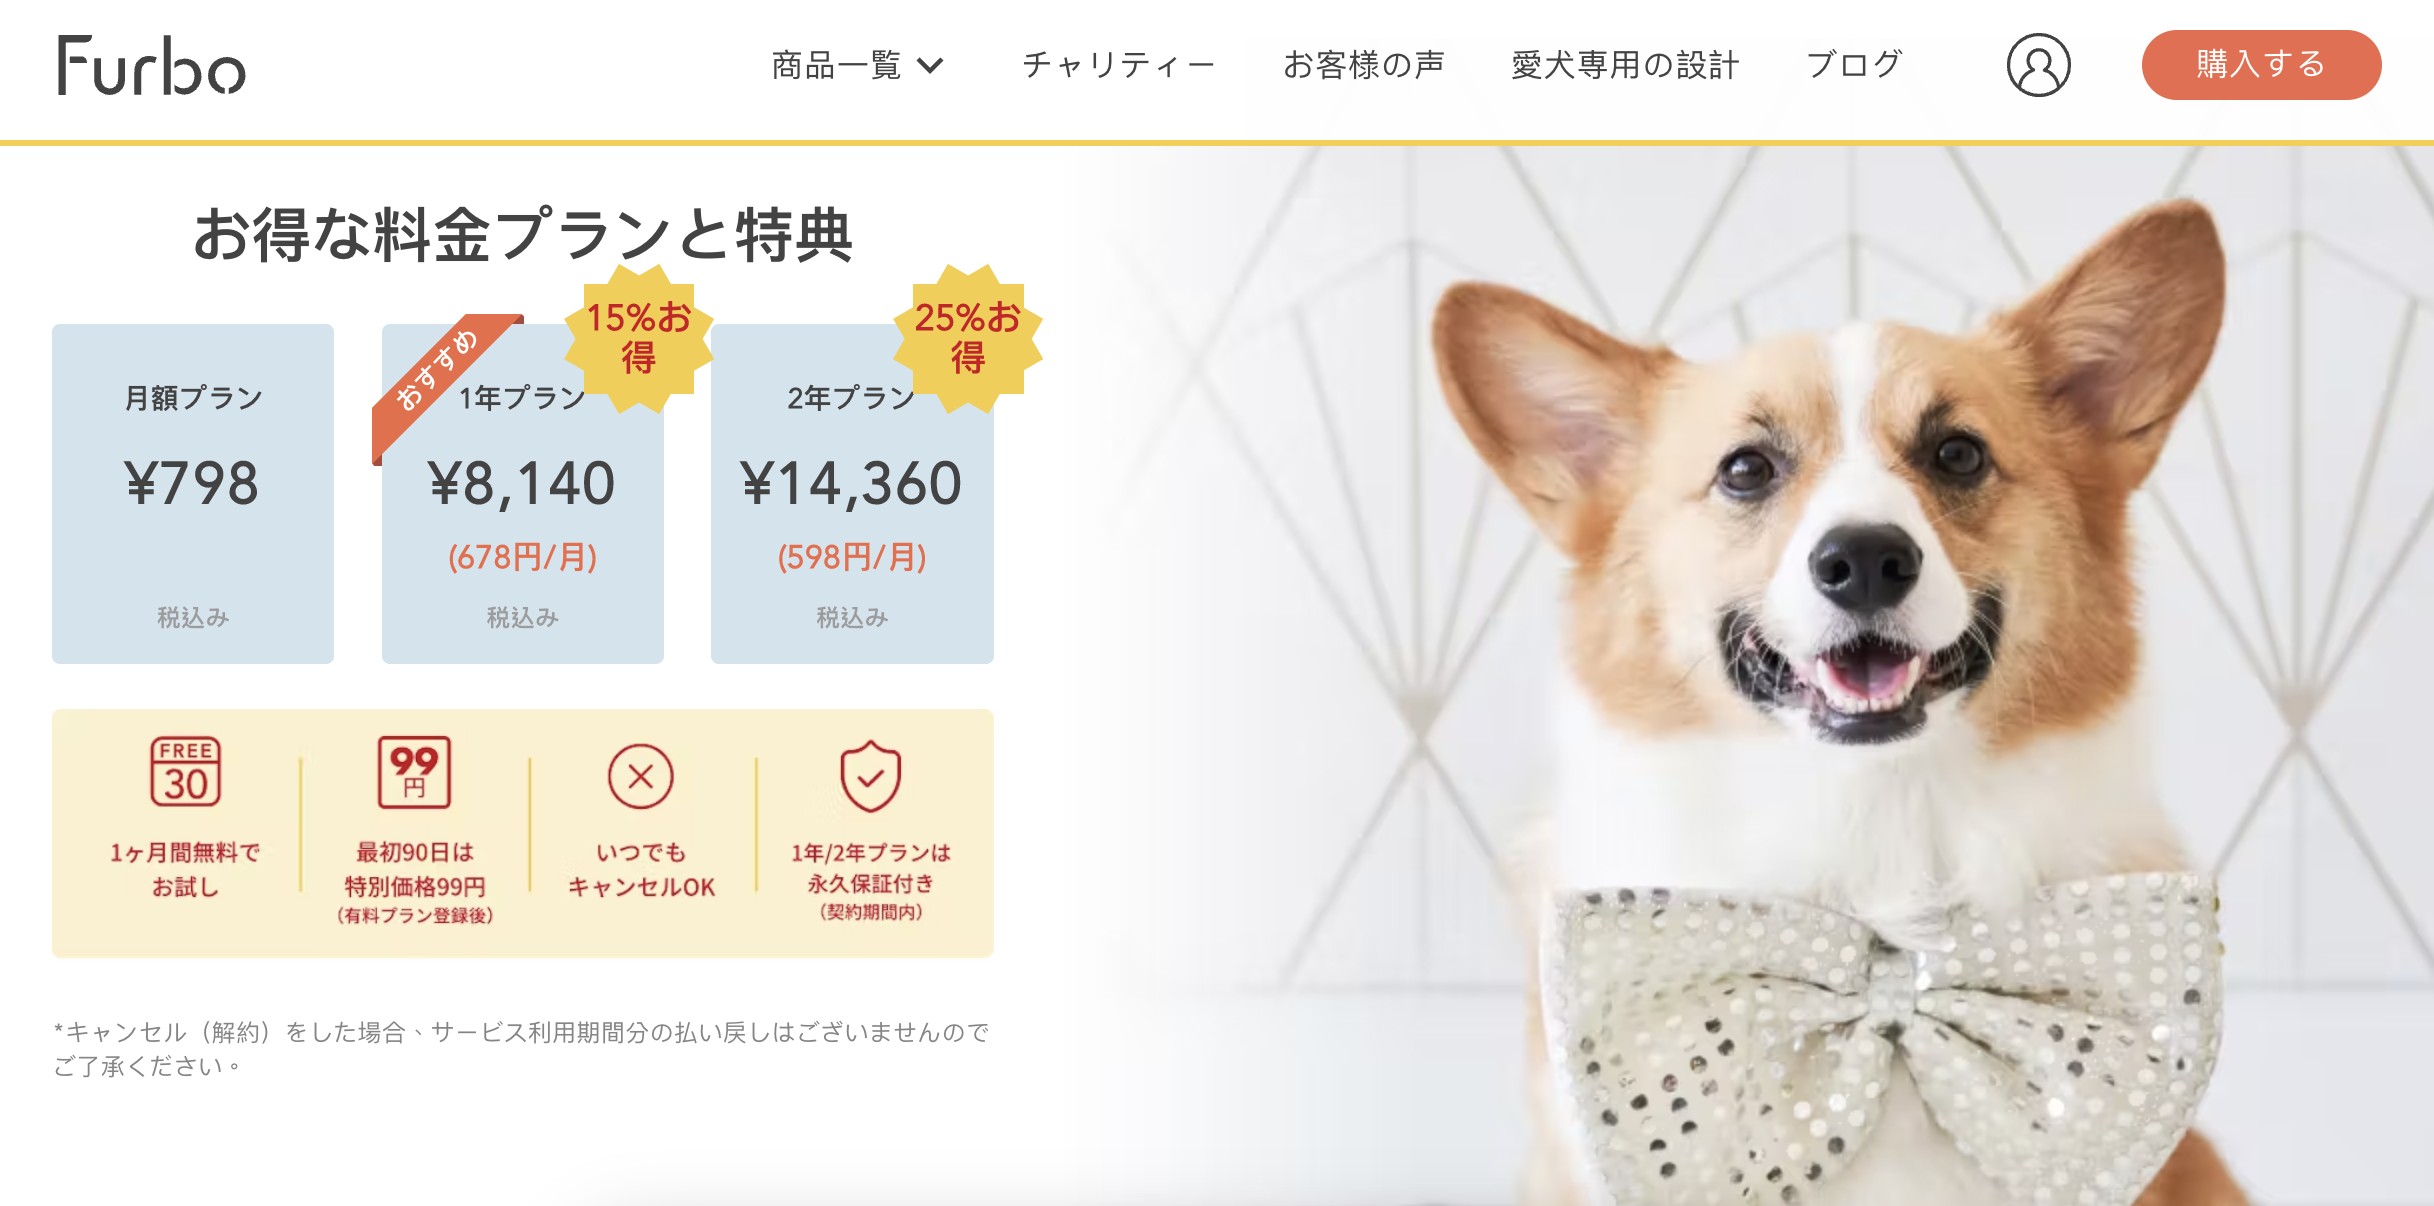 Furbo
商品一覧
チャリティー
お客様の声
愛犬専用の設計
ブログ
購入する
お得な料金プランと特典
月額プラン
¥798
税込み
おすすめ
15%お
得
1年プラン
¥8,140
(678円/月)
税込み
25%お
得
2年プラン
¥14,360
(598円/月)
税込み
FREE
30
1ヶ月間無料で
お試し
99
円
最初90日は
特別価格99円
(有料プラン登録後)
いつでも
キャンセルOK
1年/2年プランは
永久保証付き
(契約期間内)
*キャンセル（解約）をした場合、サービス利用期間分の払い戻しはございませんので
ご了承ください。